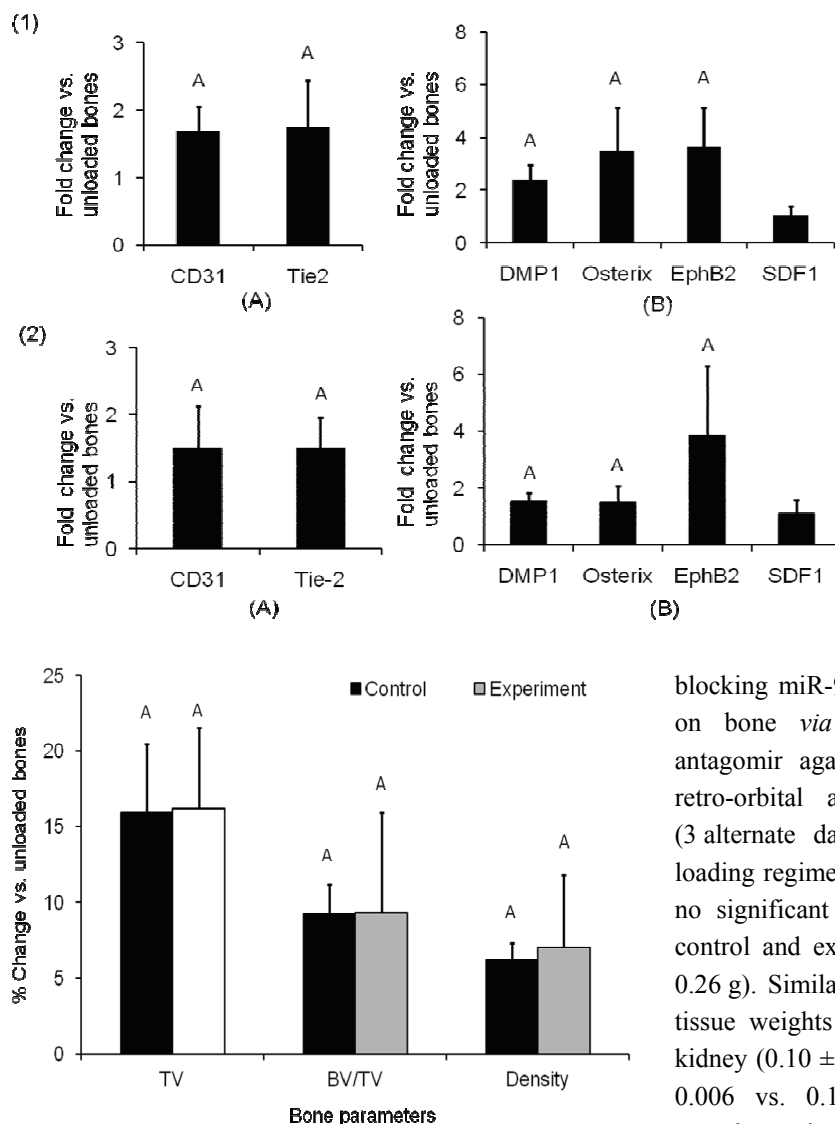 (1)
Fold change vs.
unloaded bones
3
2
1
0
A
A
CD31 Tie2
(A)
Fold change vs.
unloaded bones
8
6
4
2
0
A
A
A
DMP1 Osterix EphB2 SDF1
(B)
(2)
Fold change vs.
unloaded bones
3
2
1
0
A
A
CD31 Tie-2
(A)
Fold change vs.
unloaded bones
8
6
4
2
0
A
A
A
DMP1 Osterix EphB2 SDF1
(B)
% Change vs. unloaded bones
25
20
15
10
5
0
Control Experiment
A
A
A
A
A
A
TV BV/TV Density
Bone parameters
blocking miR-9
on bone via
antagomir aga
retro-orbital a
(3 alternate da
loading regime
no significant
control and ex
0.26 g). Simila
tissue weights
kidney (0.10 ±
0.006 vs. 0.1